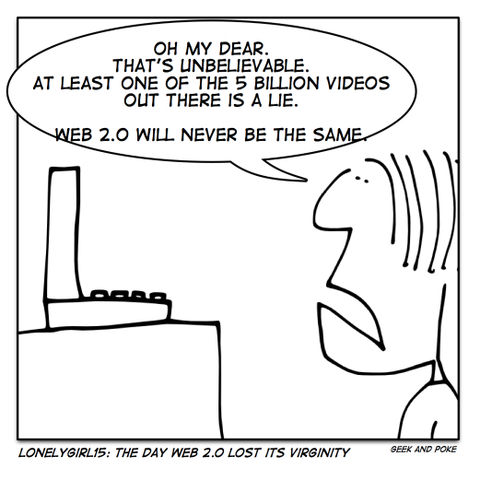 OH MY DEAR.
THAT'S UNBELIEVABLE.
AT LEAST ONE OF THE 5 BILLION VIDEOS
OUT THERE IS A LIE.
WEB 2.0 WILL NEVER BE THE SAME.
LONELYGIRL15: THE DAY WEB 2.0 LOST ITS VIRGINITY
GEEK AND POKE